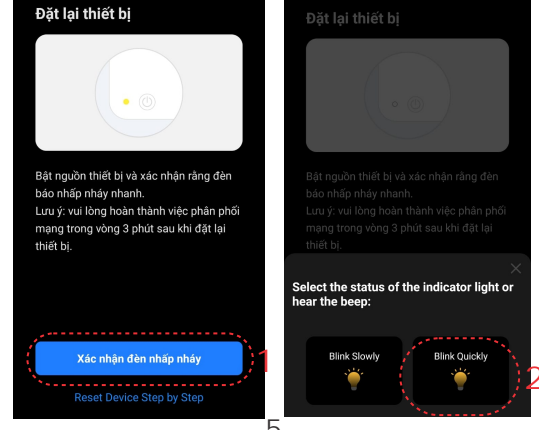 Đặt lại thiết bị
Bật nguồn thiết bị và xác nhận rằng đèn
báo nhấp nháy nhanh.
Lưu ý: vui lòng hoàn thành việc phân phối
mạng trong vòng 3 phút sau khi đặt lại
thiết bị.
Xác nhận đèn nhấp nháy
1
Reset Device Step by Step
Đặt lại thiết bị
Bật nguồn thiết bị và xác nhận rằng đèn
báo nhấp nháy nhanh.
Lưu ý: vui lòng hoàn thành việc phân phối
mạng trong vòng 3 phút sau khi đặt lại
thiết bị.
Select the status of the indicator light or
hear the beep:
Blink Slowly
Blink Quickly
2
5